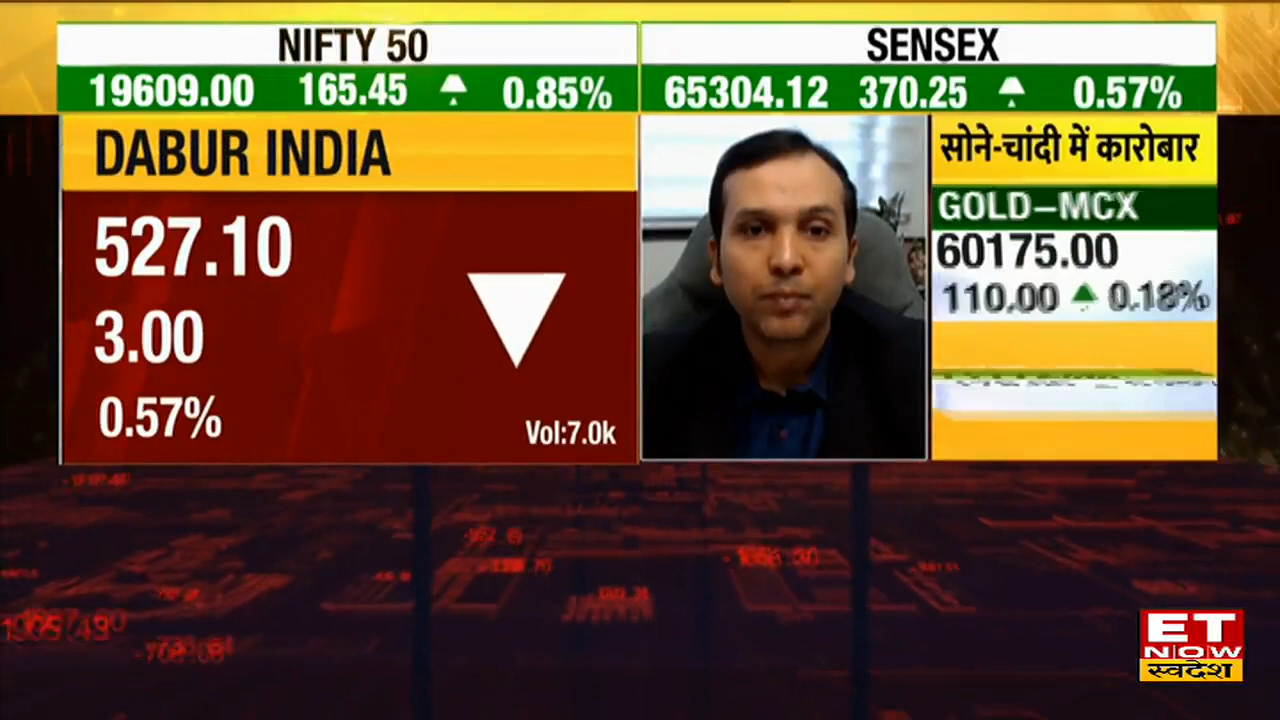 NIFTY 50
19609.00 165.45 0.85%
SENSEX
65304.12 370.25 0.57%
DABUR INDIA
527.10
3.00
0.57%
Vol:7.0k
सोने-चांदी में कारोबार
GOLD-MCX
60175.00
110.00 0.18%
ET
NOW
स्वदेश